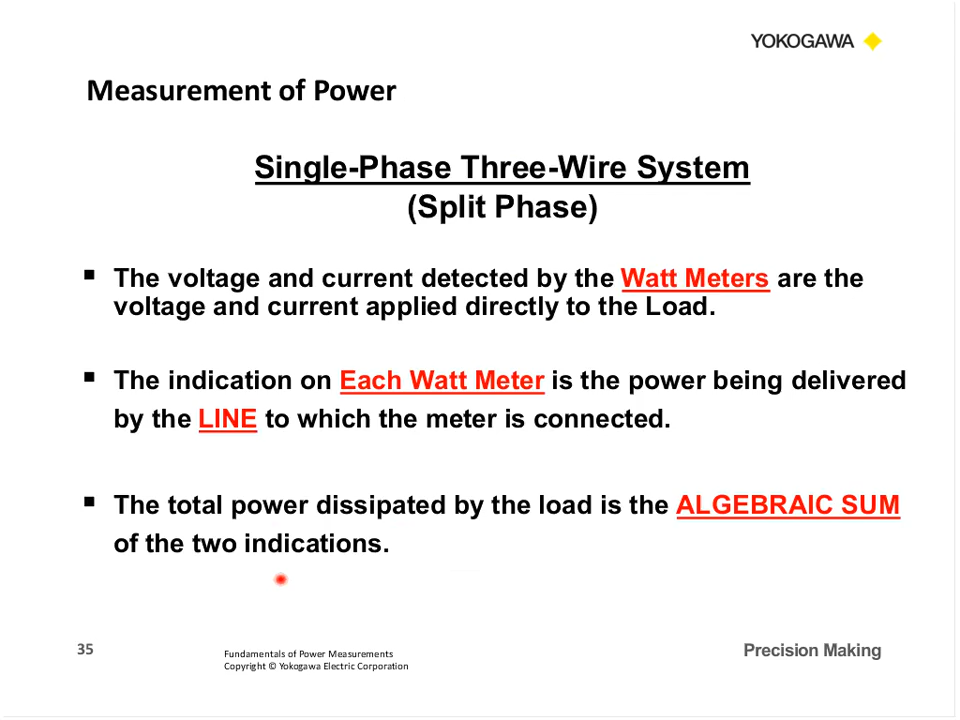 YOKOGAWA
Measurement of Power
Single-Phase Three-Wire System
(Split Phase)
▪ The voltage and current detected by the Watt Meters are the
voltage and current applied directly to the Load.
▪ The indication on Each Watt Meter is the power being delivered
by the LINE to which the meter is connected.
▪ The total power dissipated by the load is the ALGEBRAIC SUM
of the two indications.
35
Fundamentals of Power Measurements
Copyright © Yokogawa Electric Corporation
Precision Making